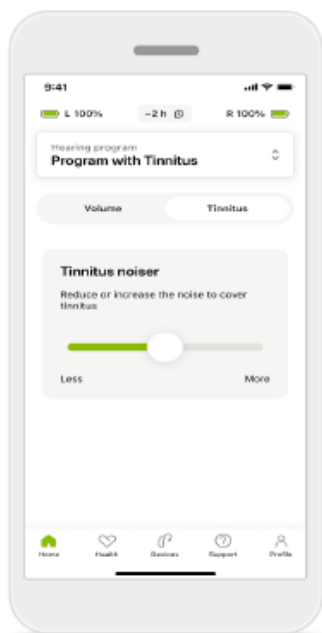 9:41
L 100%
~2 h
R 100%
Hearing program
Program with Tinnitus
Volume
Tinnitus
Tinnitus noiser
Reduce or increase the noise to cover
tinnitus
Less
More
Home
Health
Devices
Support
Profile